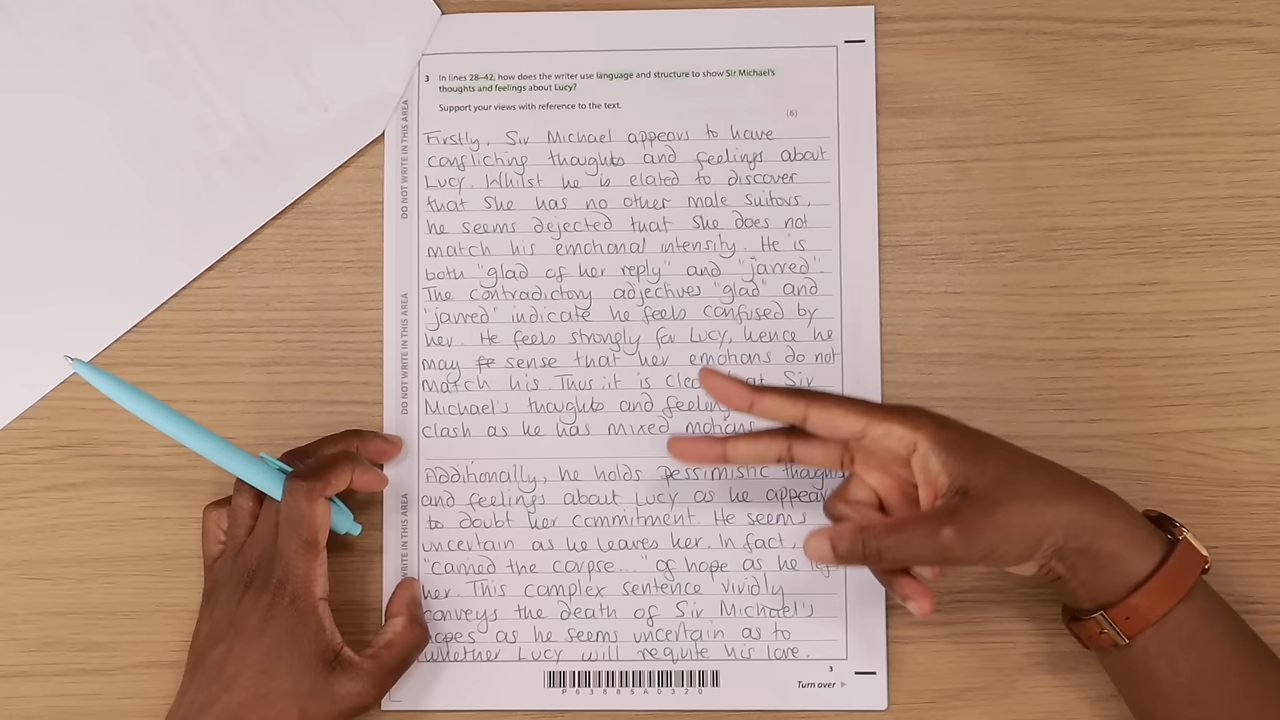 3 In lines 28–42, how does the writer use language and structure to show Sir Michael's
thoughts and feelings about Lucy?
Support your views with reference to the text.
(6)
DO NOT WRITE IN THIS AREA
DO NOT WRITE IN THIS AREA
WRITE IN THIS AREA
Firstly, Sir Michael appears to have
conflicting thoughts and feelings about
Lucy. Whilst he is elated to discover
that she has no other male suitors,
he seems dejected that she does not
match his emotional intensity. He is
both "glad of her reply" and "jarred".
The contradictory adjectives "glad" and
"jarred" indicate he feels confused by
her. He feels strongly for Lucy, hence he
may sense that her emotions do not
match his. Thus it is that Sir
Michael's thoughts and
clash as he has mixed motions
Additionally, he holds pessimistic
and feelings about Lucy as he
to doubt her commitment. He seems
uncertain as he leaves her. In fact,
"carried the corpse..." of hope as he
her. This complex sentence vividly
conveys the death of Sir Michael's
as he seems uncertain as to
whether Lucy will requite his love.
3
P63885A0320
Turn over